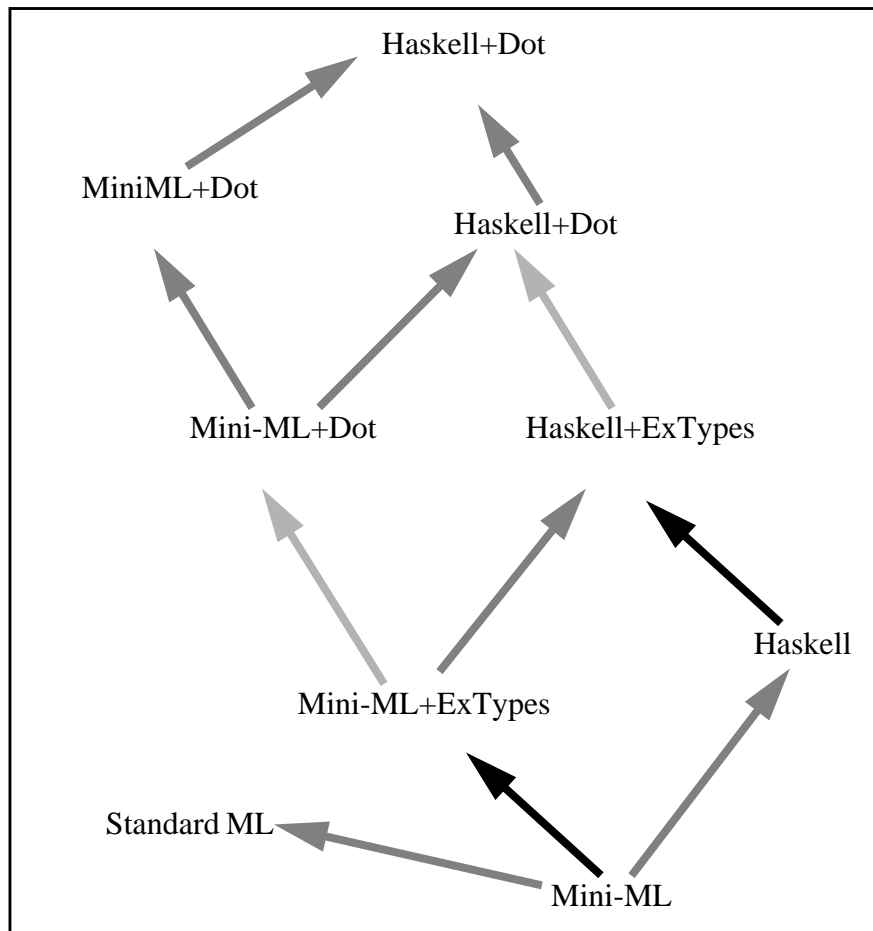 Haskell+Dot
MiniML+Dot
Haskell+Dot
Mini-ML+Dot
Haskell+ExTypes
Haskell
Mini-ML+ExTypes
Standard ML
Mini-ML